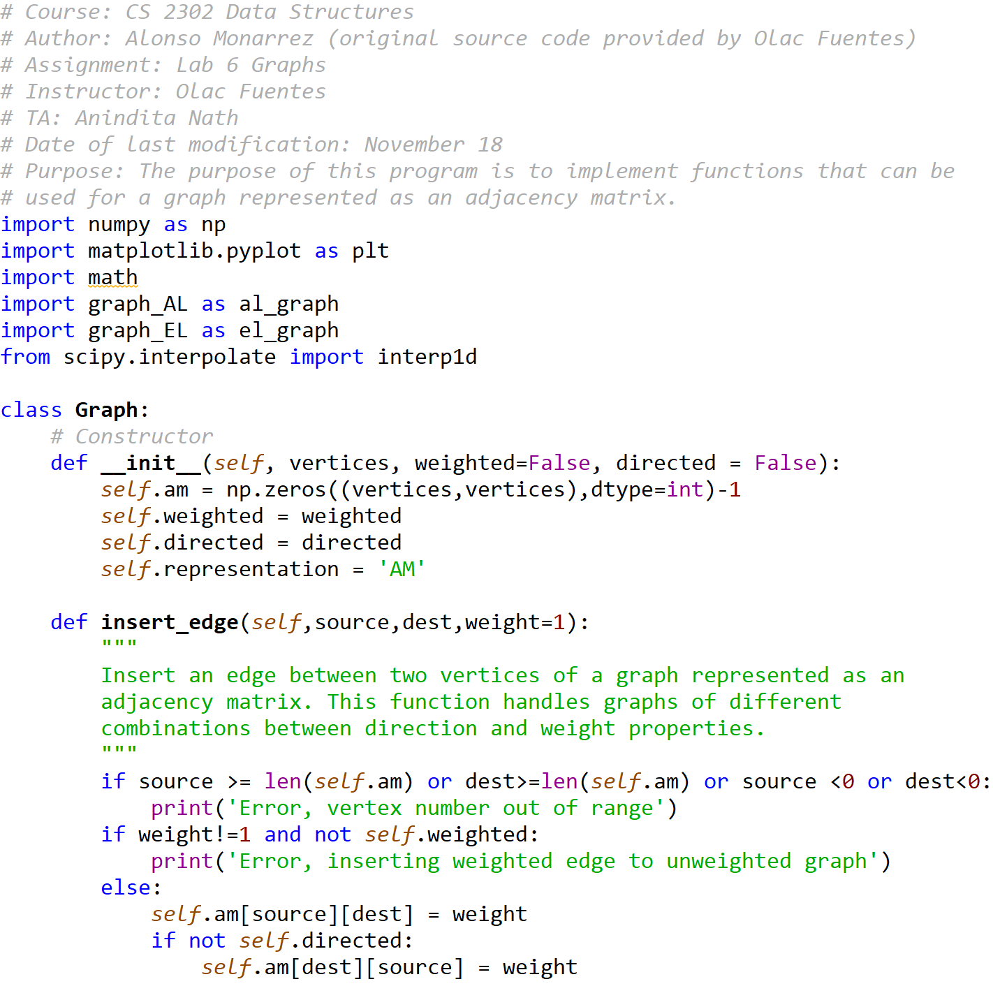 # Course: CS 2302 Data Structures
# Author: Alonso Monarrez (original source code provided by Olac Fuentes)
# Assignment: Lab 6 Graphs
# Instructor: Olac Fuentes
# TA: Anindita Nath
# Date of last modification: November 18
# Purpose: The purpose of this program is to implement functions that can be
# used for a graph represented as an adjacency matrix.
import numpy as np
import matplotlib.pyplot as plt
import math
import graph_AL as al_graph
import graph_EL as el_graph
from scipy.interpolate import interp1d

class Graph:
    # Constructor
    def __init__(self, vertices, weighted=False, directed = False):
        self.am = np.zeros((vertices,vertices),dtype=int)-1
        self.weighted = weighted
        self.directed = directed
        self.representation = 'AM'

    def insert_edge(self,source,dest,weight=1):
        """
        Insert an edge between two vertices of a graph represented as an
        adjacency matrix. This function handles graphs of different
        combinations between direction and weight properties.
        """
        if source >= len(self.am) or dest>=len(self.am) or source <0 or dest<0:
            print('Error, vertex number out of range')
        if weight!=1 and not self.weighted:
            print('Error, inserting weighted edge to unweighted graph')
        else:
            self.am[source][dest] = weight
            if not self.directed:
                self.am[dest][source] = weight